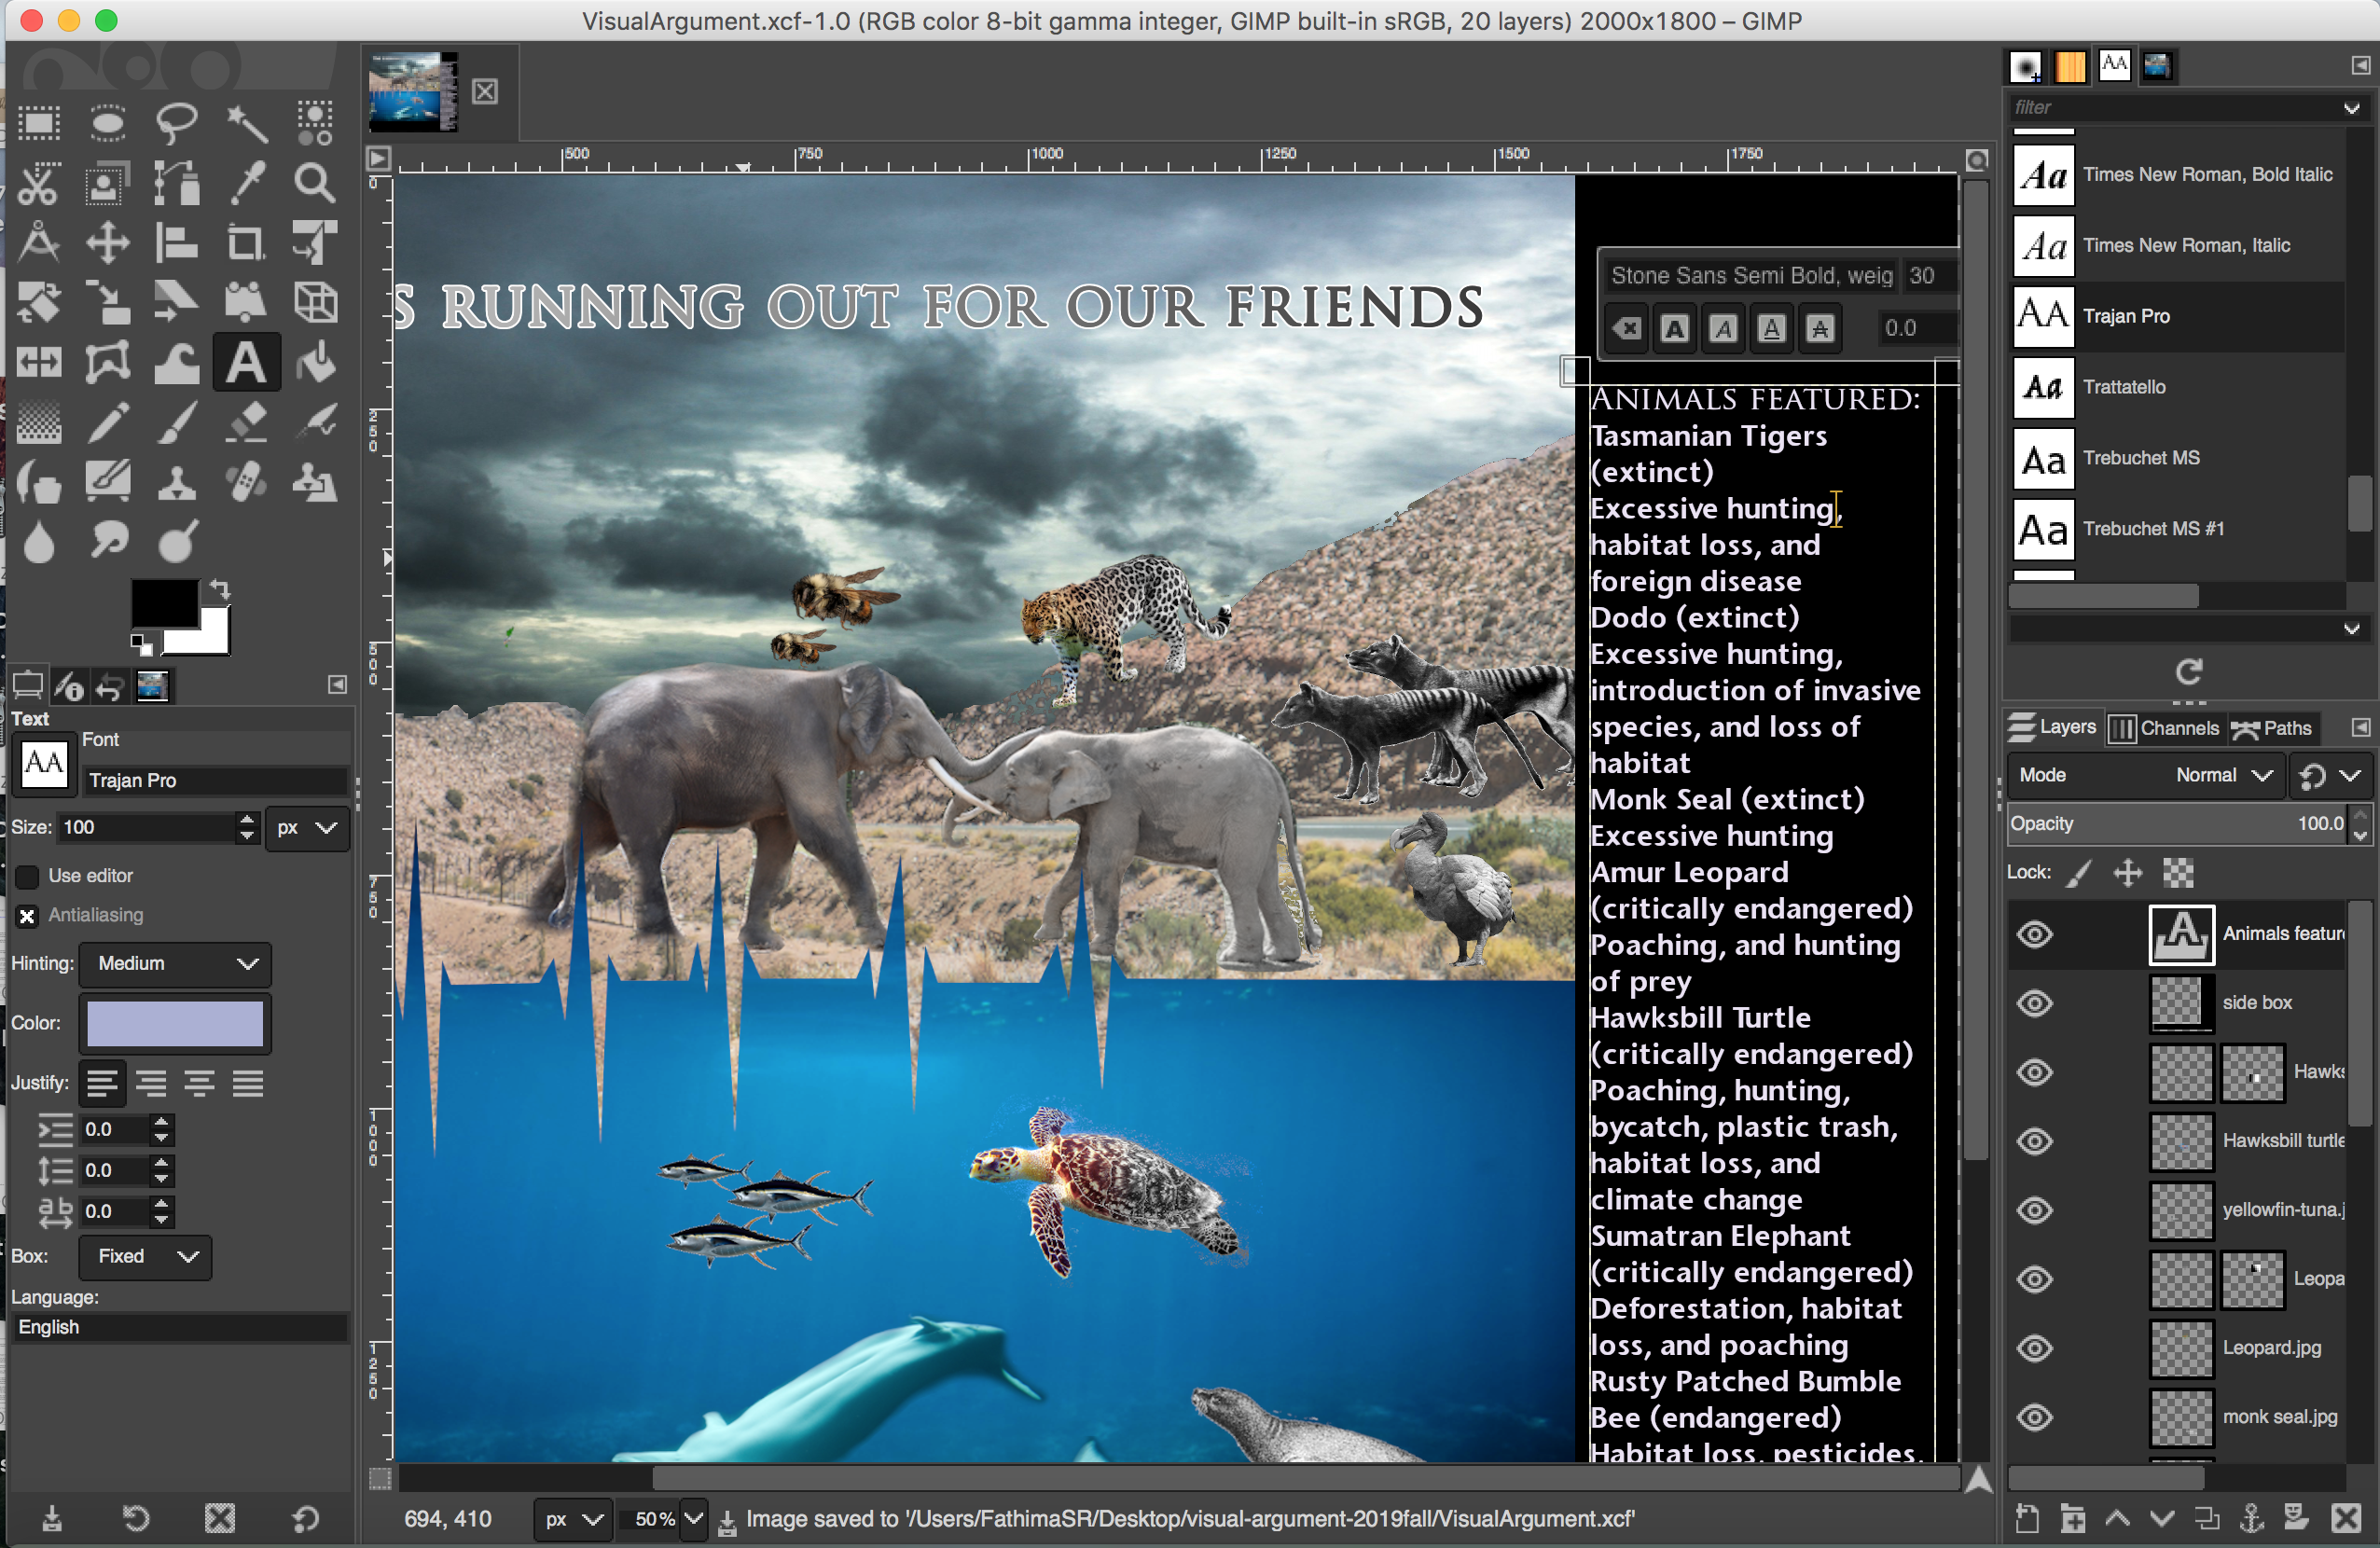 VisualArgument.xcf-1.0 (RGB color 8-bit gamma integer, GIMP built-in sRGB, 20 layers) 2000x1800 – GIMP
500 750 1000 1250 1500 1750
0
250
500
750
1000
1250
S RUNNING OUT FOR OUR FRIENDS
Stone Sans Semi Bold, weig 30
0.0
ANIMALS FEATURED:
Tasmanian Tigers
(extinct)
Excessive hunting,
habitat loss, and
foreign disease
Dodo (extinct)
Excessive hunting,
introduction of invasive
species, and loss of
habitat
Monk Seal (extinct)
Excessive hunting
Amur Leopard
(critically endangered)
Poaching, and hunting
of prey
Hawksbill Turtle
(critically endangered)
Poaching, hunting,
bycatch, plastic trash,
habitat loss, and
climate change
Sumatran Elephant
(critically endangered)
Deforestation, habitat
loss, and poaching
Rusty Patched Bumble
Bee (endangered)
Habitat loss, pesticides,
Text
Font
AA Trajan Pro
Size: 100 px
Use editor
Antialiasing
Hinting: Medium
Color:
Justify:
0.0
0.0
0.0
Box: Fixed
Language:
English
filter
Aa Times New Roman, Bold Italic
Aa Times New Roman, Italic
AA Trajan Pro
Aa Trattatello
Aa Trebuchet MS
Aa Trebuchet MS #1
Layers Channels Paths
Mode Normal
Opacity 100.0
Lock:
Animals featur
side box
Hawks
Hawksbill turtle
yellowfin-tuna.j
Leopa
Leopard.jpg
monk seal.jpg
694, 410 px 50% Image saved to '/Users/FathimaSR/Desktop/visual-argument-2019fall/VisualArgument.xcf'